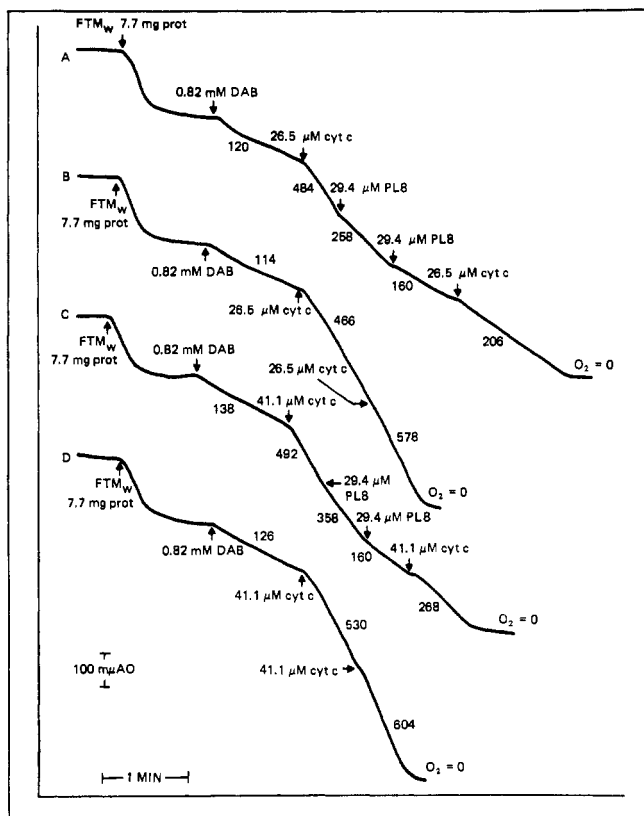 FTMw 7.7 mg prot
A
0.82 mM DAB
120
26.5 μM cyt c
484
29.4 μM PL8
258
29.4 μM PL8
160
26.5 μM cyt c
206
O2 = 0
B
FTMw
7.7 mg prot
0.82 mM DAB
114
26.5 μM cyt c
466
26.5 μM cyt c
578
O2 = 0
C
FTMw
7.7 mg prot
0.82 mM DAB
138
41.1 μM cyt c
492
29.4 μM
PL8
358
29.4 μM PL8
160
41.1 μM cyt c
268
O2 = 0
D
FTMw
7.7 mg prot
0.82 mM DAB
126
41.1 μM cyt c
530
41.1 μM cyt c
604
O2 = 0
100 mμAO
1 MIN